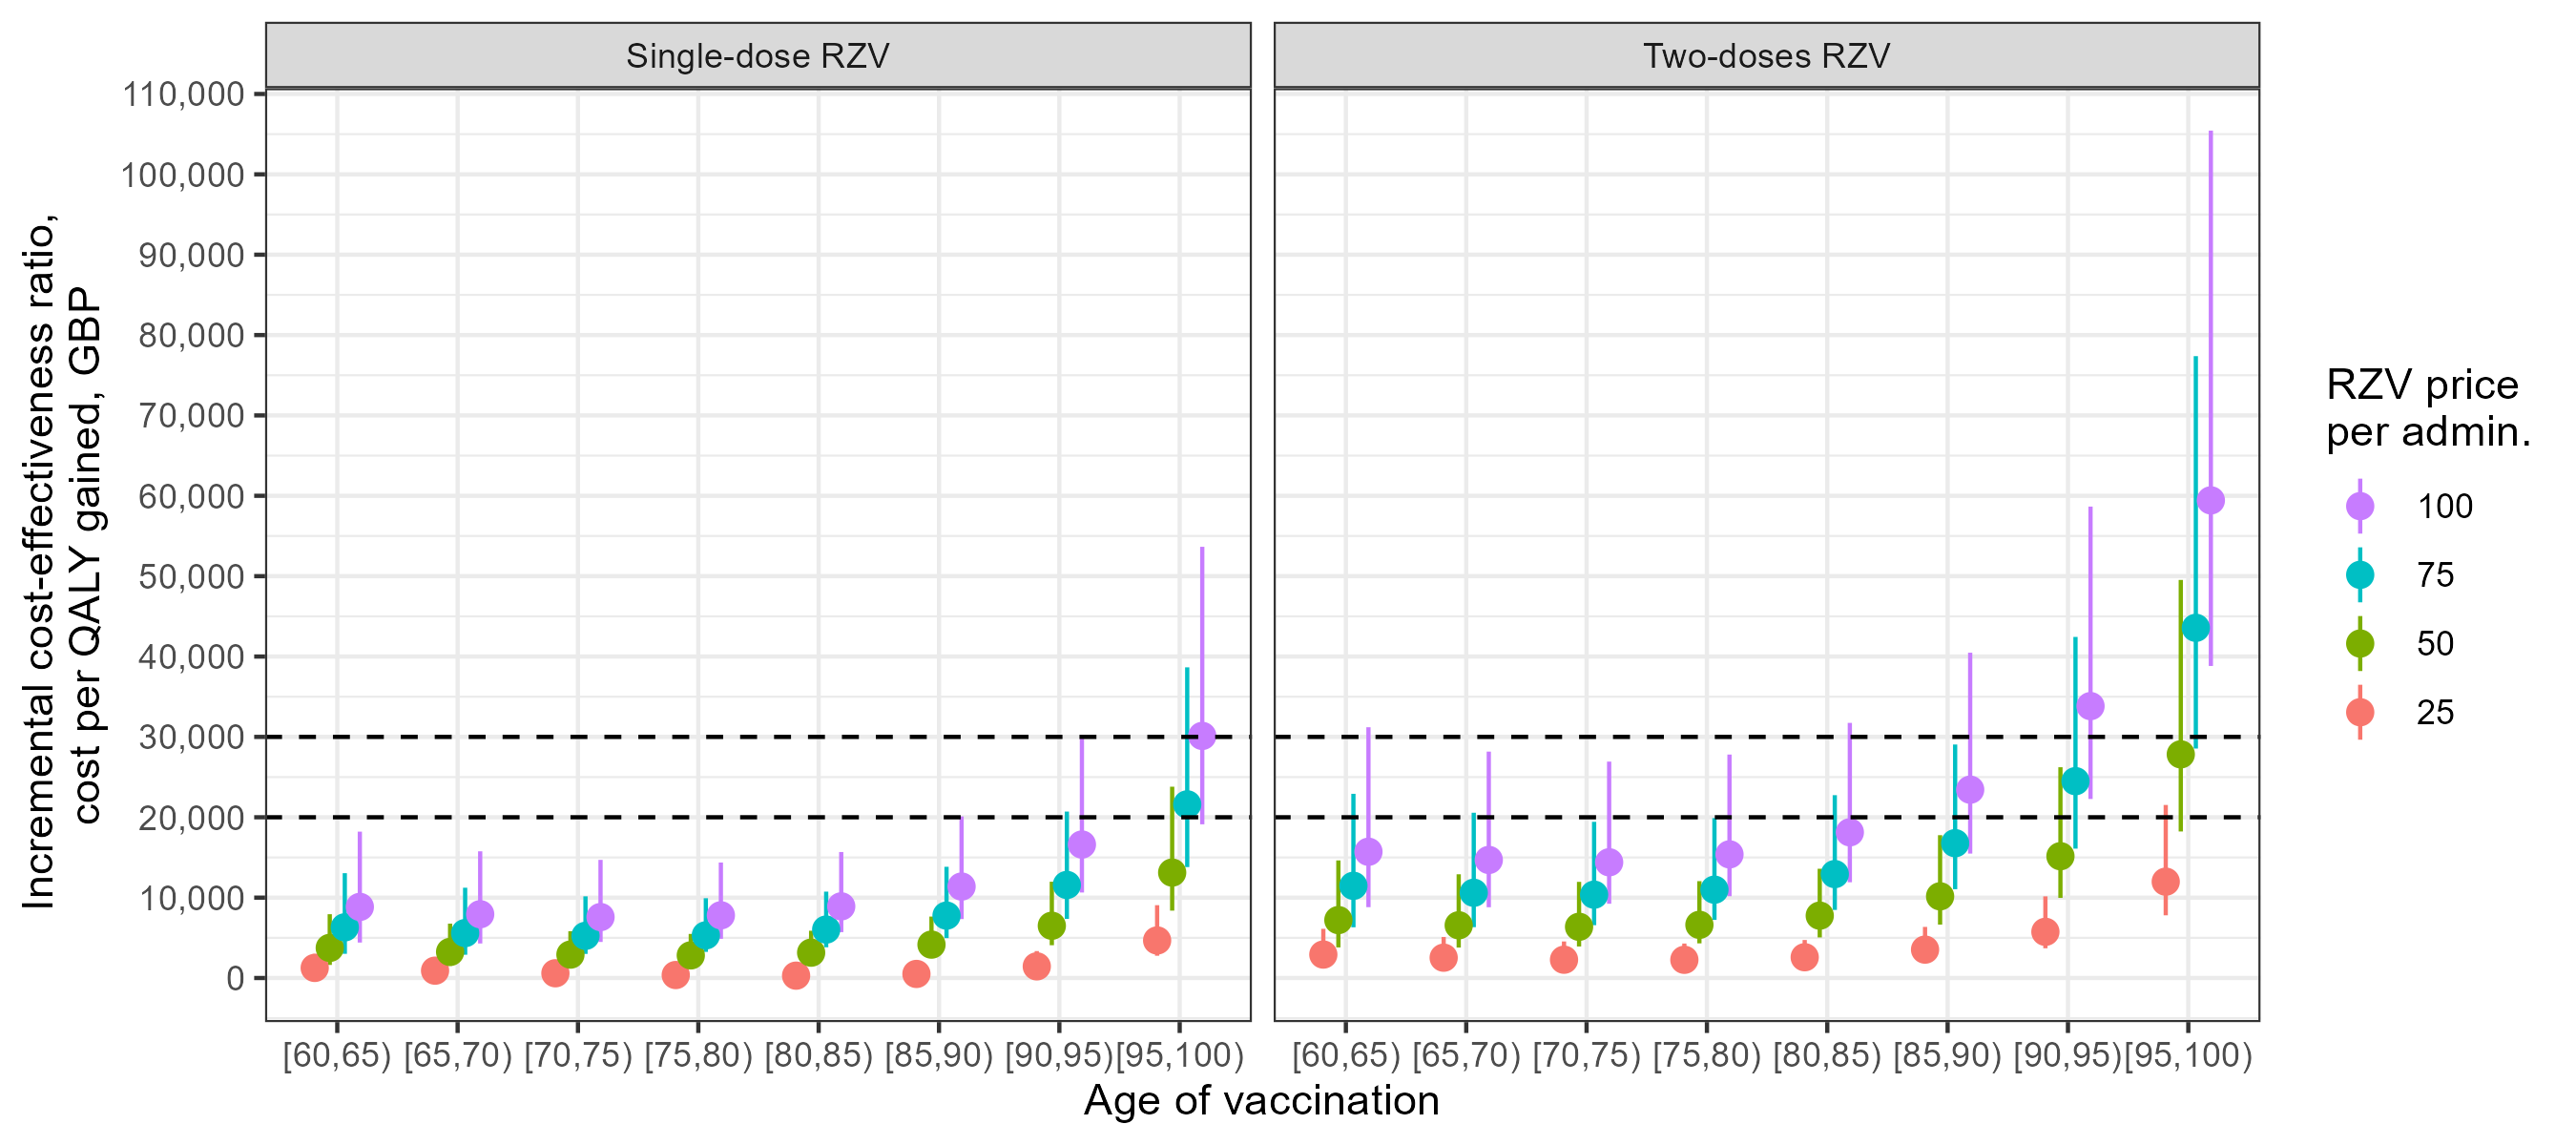 Single-dose RZV
Two-doses RZV
Incremental cost-effectiveness ratio,
cost per QALY gained, GBP
110,000
100,000
90,000
80,000
70,000
60,000
50,000
40,000
30,000
20,000
10,000
0
[60,65) [65,70) [70,75) [75,80) [80,85) [85,90) [90,95) [95,100)
[60,65) [65,70) [70,75) [75,80) [80,85) [85,90) [90,95) [95,100)
Age of vaccination
RZV price
per admin.
100
75
50
25